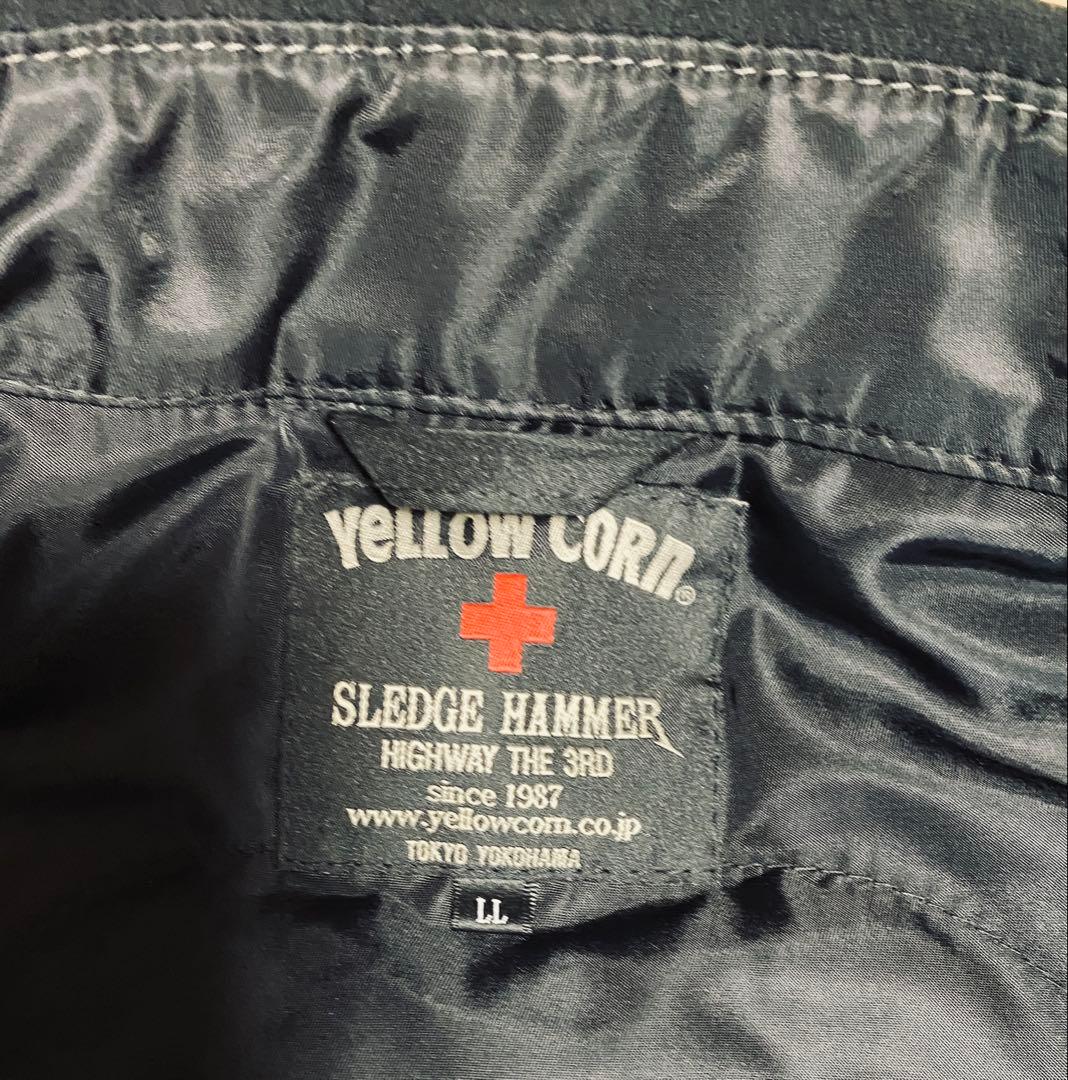 YeLLOW CORn®
SLEDGE HAMMER
HIGHWAY THE 3RD
since 1987
www.yellowcorn.co.jp
TOKYO YOKOHAMA
LL